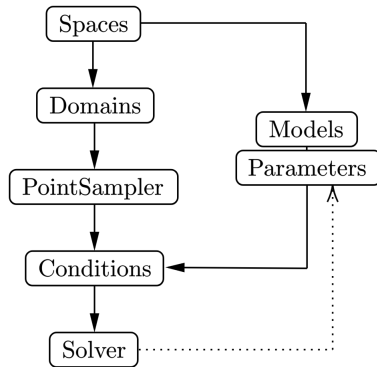 Spaces
Domains
Models
Parameters
PointSampler
Conditions
Solver